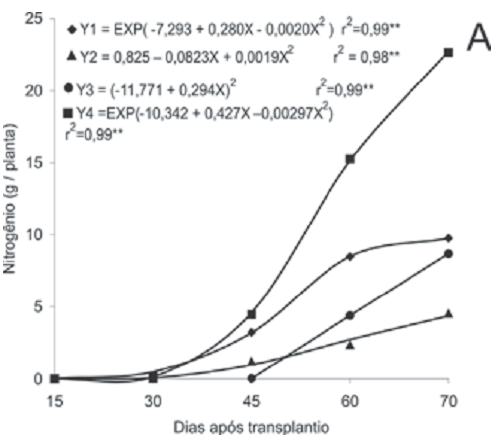 A
◆ Y1 = EXP( -7,293 + 0,280X - 0,0020X² ) r²=0,99**
▲ Y2 = 0,825 – 0,0823X + 0,0019X² r² = 0,98**
● Y3 = (-11,771 + 0,294X)² r²=0,99**
■ Y4 =EXP(-10,342 + 0,427X –0,00297X²)
r²=0,99**
Nitrogênio (g / planta)
25
20
15
10
5
0
15 30 45 60 70
Dias após transplantio